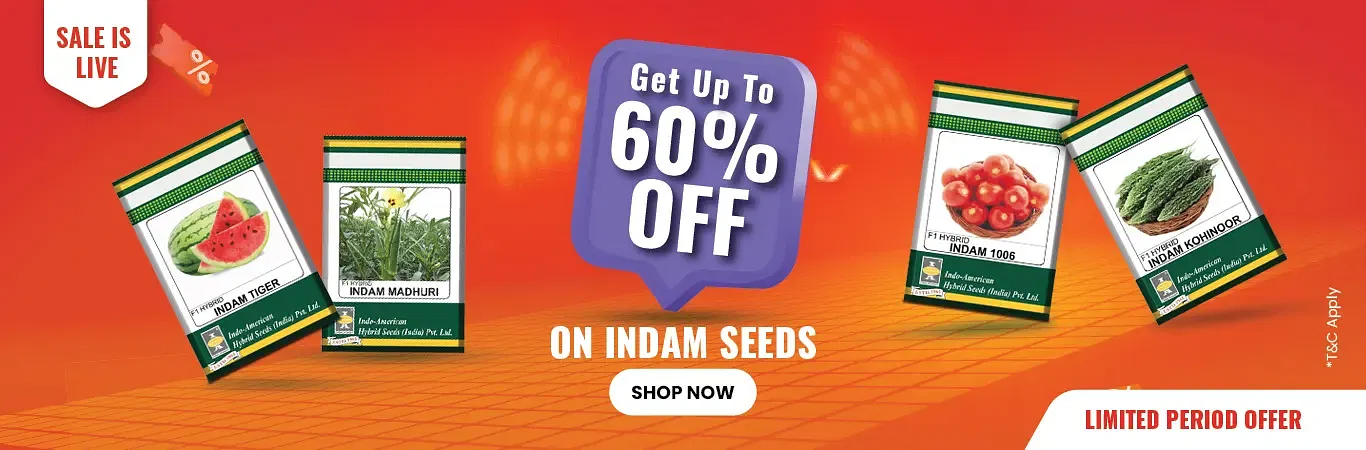 SALE IS
LIVE
%
Get Up To
60%
OFF
ON INDAM SEEDS
SHOP NOW
F1 HYBRID
INDAM TIGER
Indo-American
Hybrid Seeds (India) Pvt. Ltd.
F1 HYBRID
INDAM MADHURI
Indo-American
Hybrid Seeds (India) Pvt. Ltd.
F1 HYBRID
INDAM 1006
Indo-American
Hybrid Seeds (India) Pvt. Ltd.
F1 HYBRID
INDAM KOHINOOR
Indo-American
Hybrid Seeds (India) Pvt. Ltd.
*T&C Apply
LIMITED PERIOD OFFER